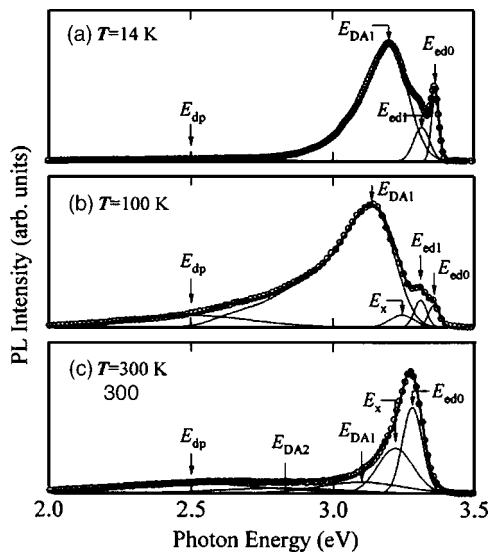 (a) T=14 K
E_DA1
E_ed0
E_ed1
E_dp
(b) T=100 K
E_DA1
E_dp
E_ed1
E_ed0
E_x
(c) T=300 K
300
E_x
E_ed0
E_dp
E_DA2
E_DA1
PL Intensity (arb. units)
2.0 2.5 3.0 3.5
Photon Energy (eV)